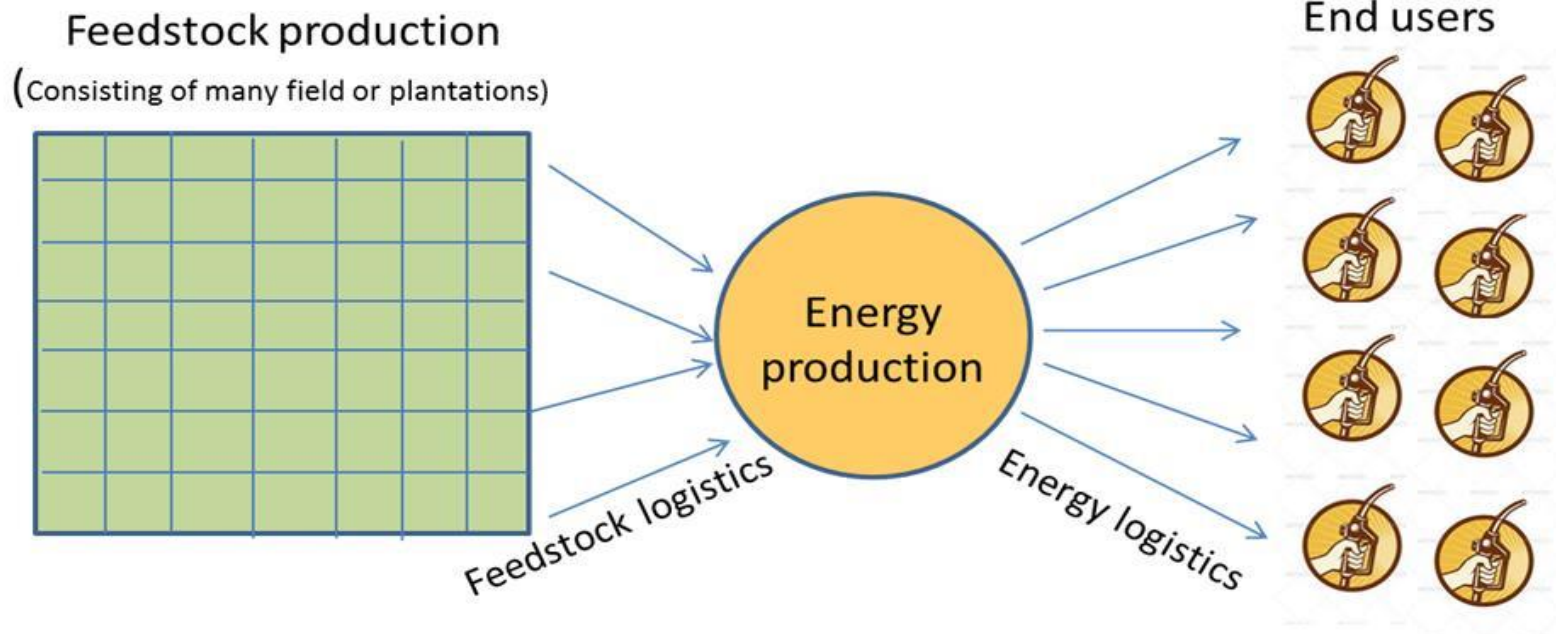 Feedstock production
(Consisting of many field or plantations)
End users
Energy
production
Feedstock logistics
Energy logistics